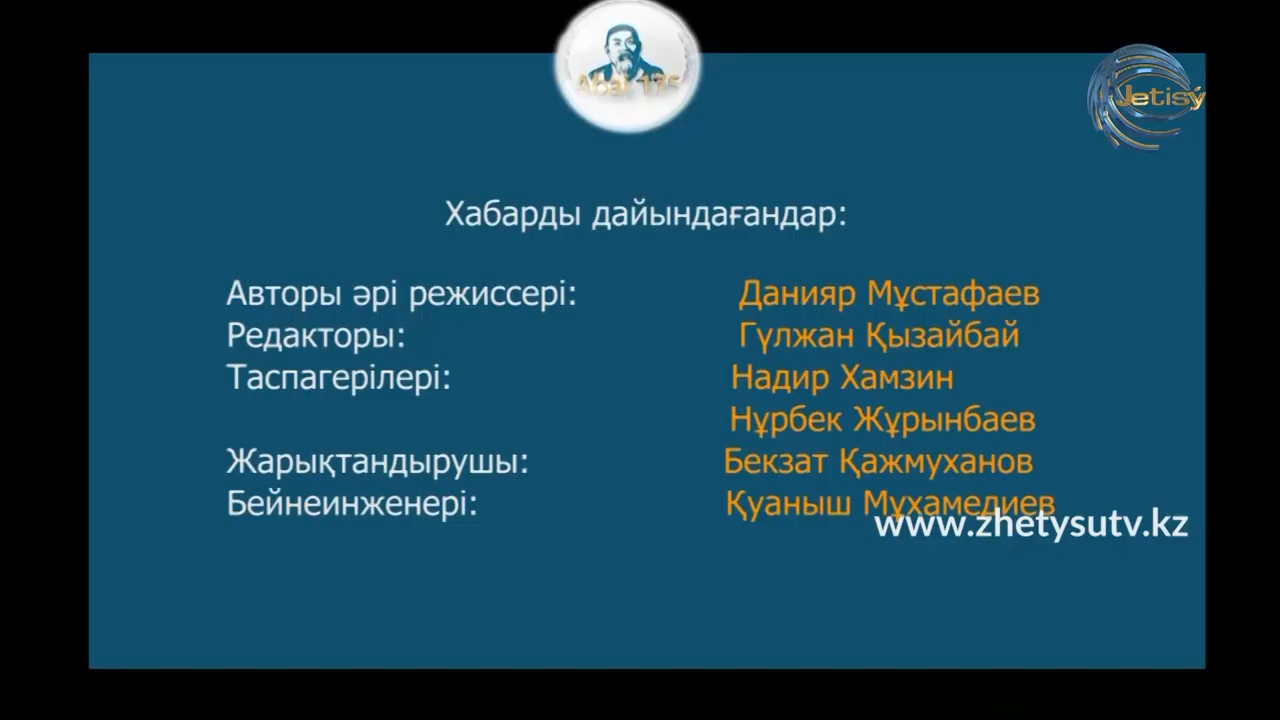 Abai 175
Jetisý
Хабарды дайындағандар:
Авторы әрі режиссері: Данияр Мұстафаев
Редакторы: Гүлжан Қызайбай
Таспагерілері: Надир Хамзин
Нұрбек Жұрынбаев
Жарықтандырушы: Бекзат Қажмуханов
Бейнеинженері: Қуаныш Мұхамедиев
www.zhetysutv.kz